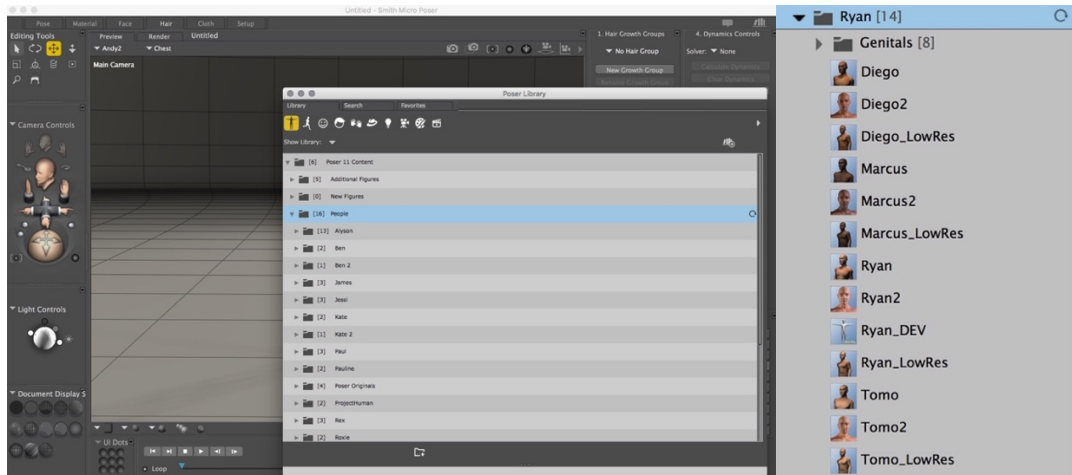 Untitled - Smith Micro Poser
Pose Material Face Hair Cloth Setup
Editing Tools
Preview Render Untitled
Andy2 Chest
Main Camera
1. Hair Growth Groups
No Hair Group
New Growth Group
4. Dynamics Controls
Solver: None
Calculate Dynamics
Clear Dynamics
Camera Controls
Light Controls
Document Display S
UI Dots
Loop
Poser Library
Library Search Favorites
Show Library:
[6] Poser 11 Content
[5] Additional Figures
[0] New Figures
[16] People
[13] Alyson
[2] Ben
[1] Ben 2
[3] James
[3] Jessi
[2] Kate
[1] Kate 2
[3] Paul
[2] Pauline
[4] Poser Originals
[2] ProjectHuman
[3] Rex
[2] Roxie
Ryan [14]
Genitals [8]
Diego
Diego2
Diego_LowRes
Marcus
Marcus2
Marcus_LowRes
Ryan
Ryan2
Ryan_DEV
Ryan_LowRes
Tomo
Tomo2
Tomo_LowRes